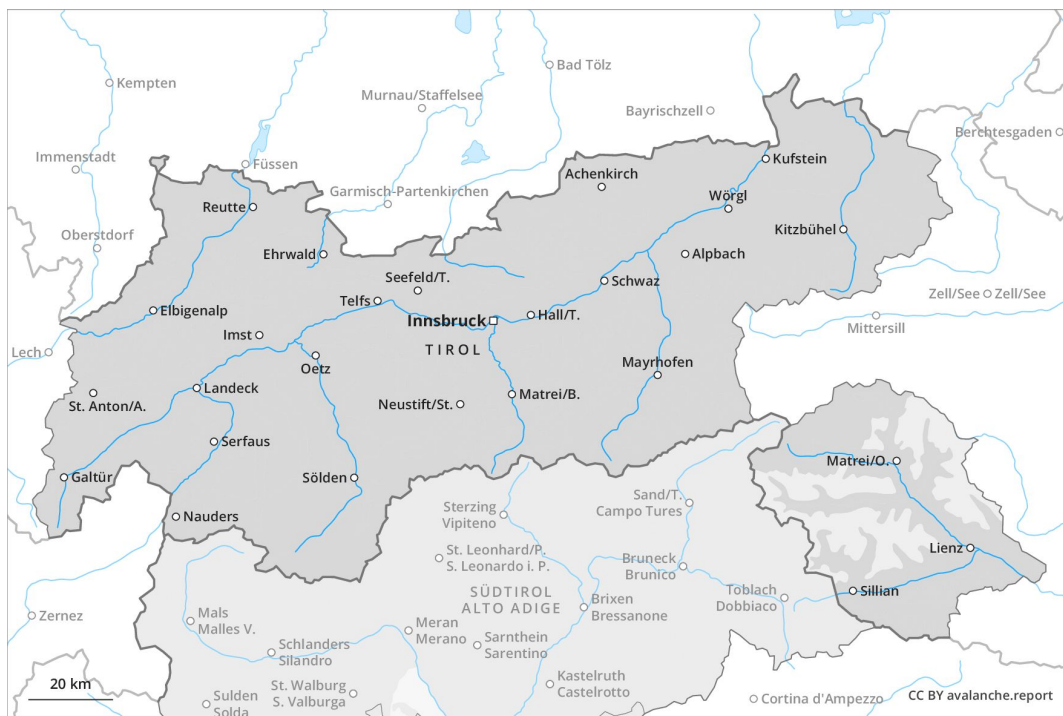 Kempten
Bad Tölz
Murnau/Staffelsee
Bayrischzell
Berchtesgaden
Immenstadt
Füssen
Kufstein
Garmisch-Partenkirchen
Achenkirch
Reutte
Wörgl
Oberstdorf
Kitzbühel
Ehrwald
Alpbach
Seefeld/T.
Schwaz
Zell/See
Zell/See
Telfs
Elbigenalp
Hall/T.
Innsbruck
Mittersill
Imst
TIROL
Lech
Oetz
Mayrhofen
Landeck
St. Anton/A.
Neustift/St.
Matrei/B.
Serfaus
Matrei/O.
Galtür
Sölden
Sand/T.
Campo Tures
Sterzing
Vipiteno
Nauders
Lienz
St. Leonhard/P.
S. Leonardo i. P.
Bruneck
Brunico
SÜDTIROL
ALTO ADIGE
Sillian
Toblach
Dobbiaco
Brixen
Bressanone
Zernez
Mals
Malles V.
Meran
Merano
Sarnthein
Sarentino
Schlanders
Silandro
Kastelruth
Castelrotto
20 km
St. Walburg
S. Valburga
Sulden
Solda
Cortina d'Ampezzo
CC BY avalanche.report